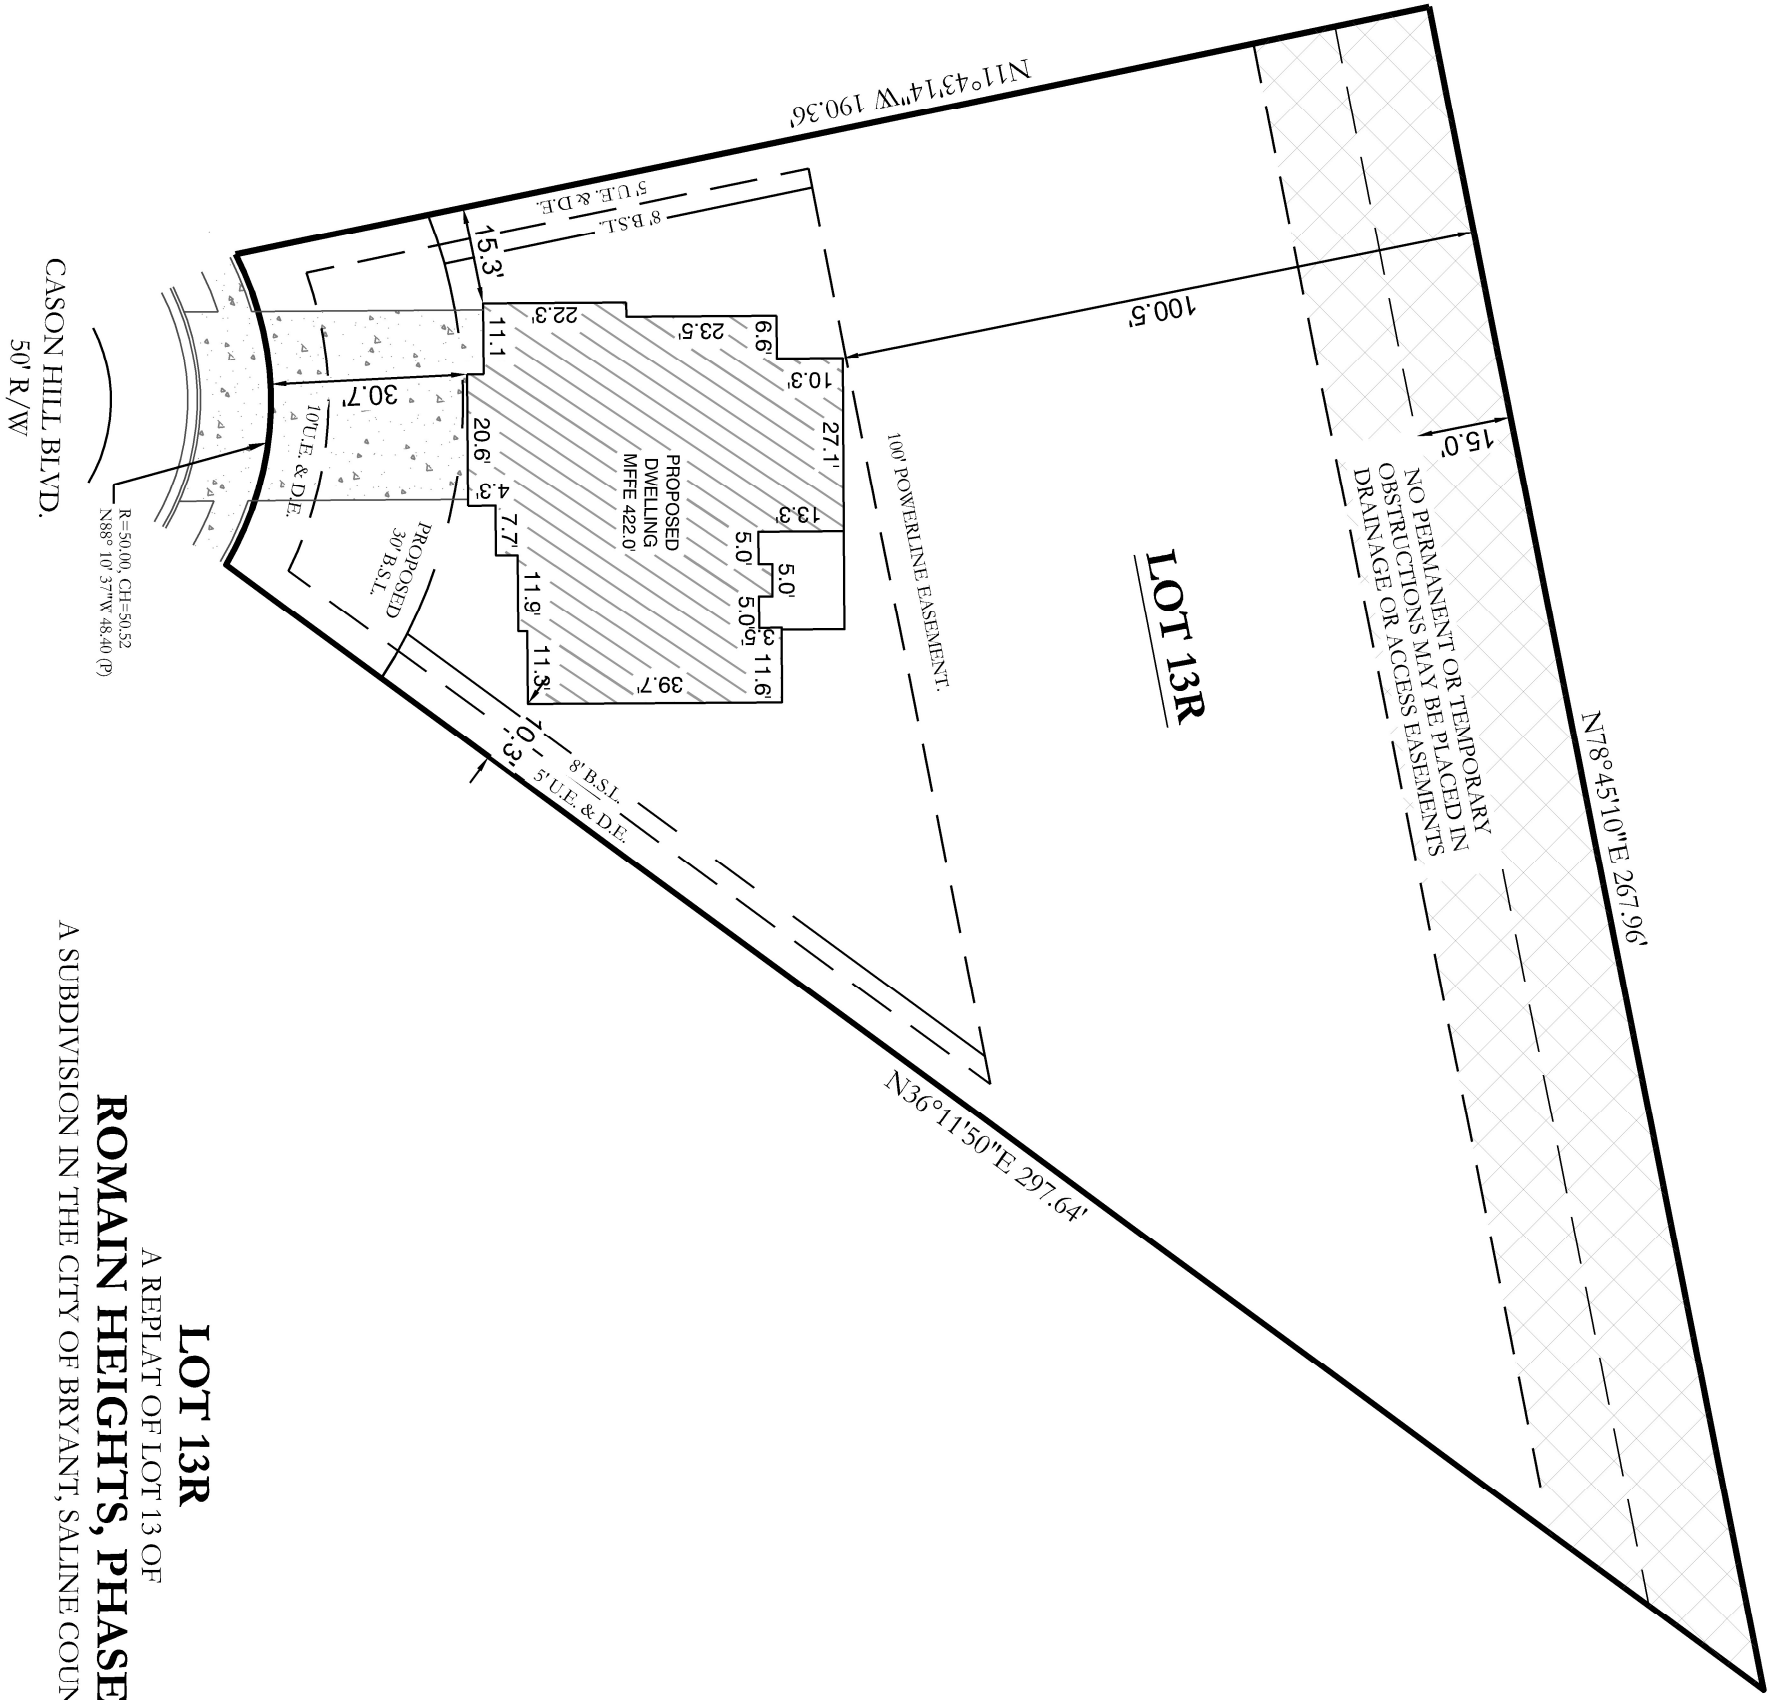 N11°43'14"W 190.36'
5' U.E. & D.E.
8' B.S.L.
15.3'
100.5'
15.0'
NO PERMANENT OR TEMPORARY
OBSTRUCTIONS MAY BE PLACED IN
DRAINAGE OR ACCESS EASEMENTS
N78°45'10"E 267.96'
LOT 13R
100' POWERLINE EASEMENT.
22.3'
23.5'
6.6'
10.3'
27.1'
13.3'
5.0'
5.0'
5.0'
11.6'
39.7'
11.3'
11.9'
7.7'
4.3'
20.6'
11.1
PROPOSED
DWELLING
MFFE 422.0'
30.7'
10'U.E. & D.E.
PROPOSED
30' B.S.L.
8' B.S.L.
5' U.E. & D.E.
N36°11'50"E 297.64'
CASON HILL BLVD.
50' R/W
R=50.00, CH=50.52
N88° 10' 37"W 48.40 (P)
LOT 13R
A REPLAT OF LOT 13 OF
ROMAIN HEIGHTS, PHASE
A SUBDIVISION IN THE CITY OF BRYANT, SALINE